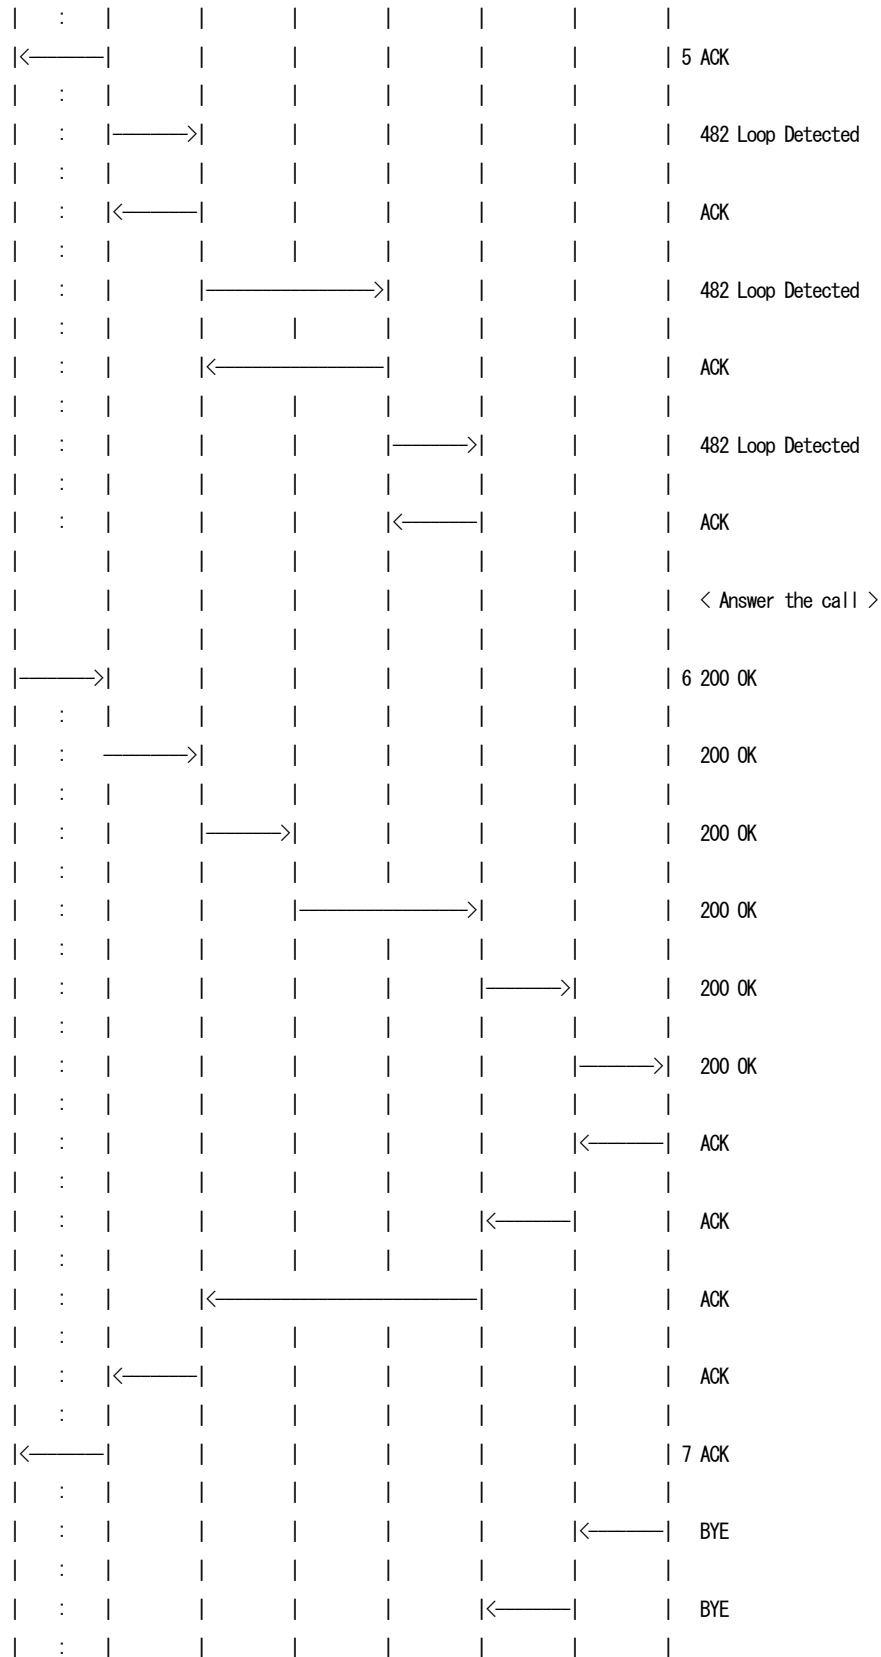 5 ACK
482 Loop Detected
ACK
482 Loop Detected
ACK
482 Loop Detected
ACK
< Answer the call >
6 200 OK
200 OK
200 OK
200 OK
200 OK
200 OK
ACK
ACK
ACK
ACK
7 ACK
BYE
BYE